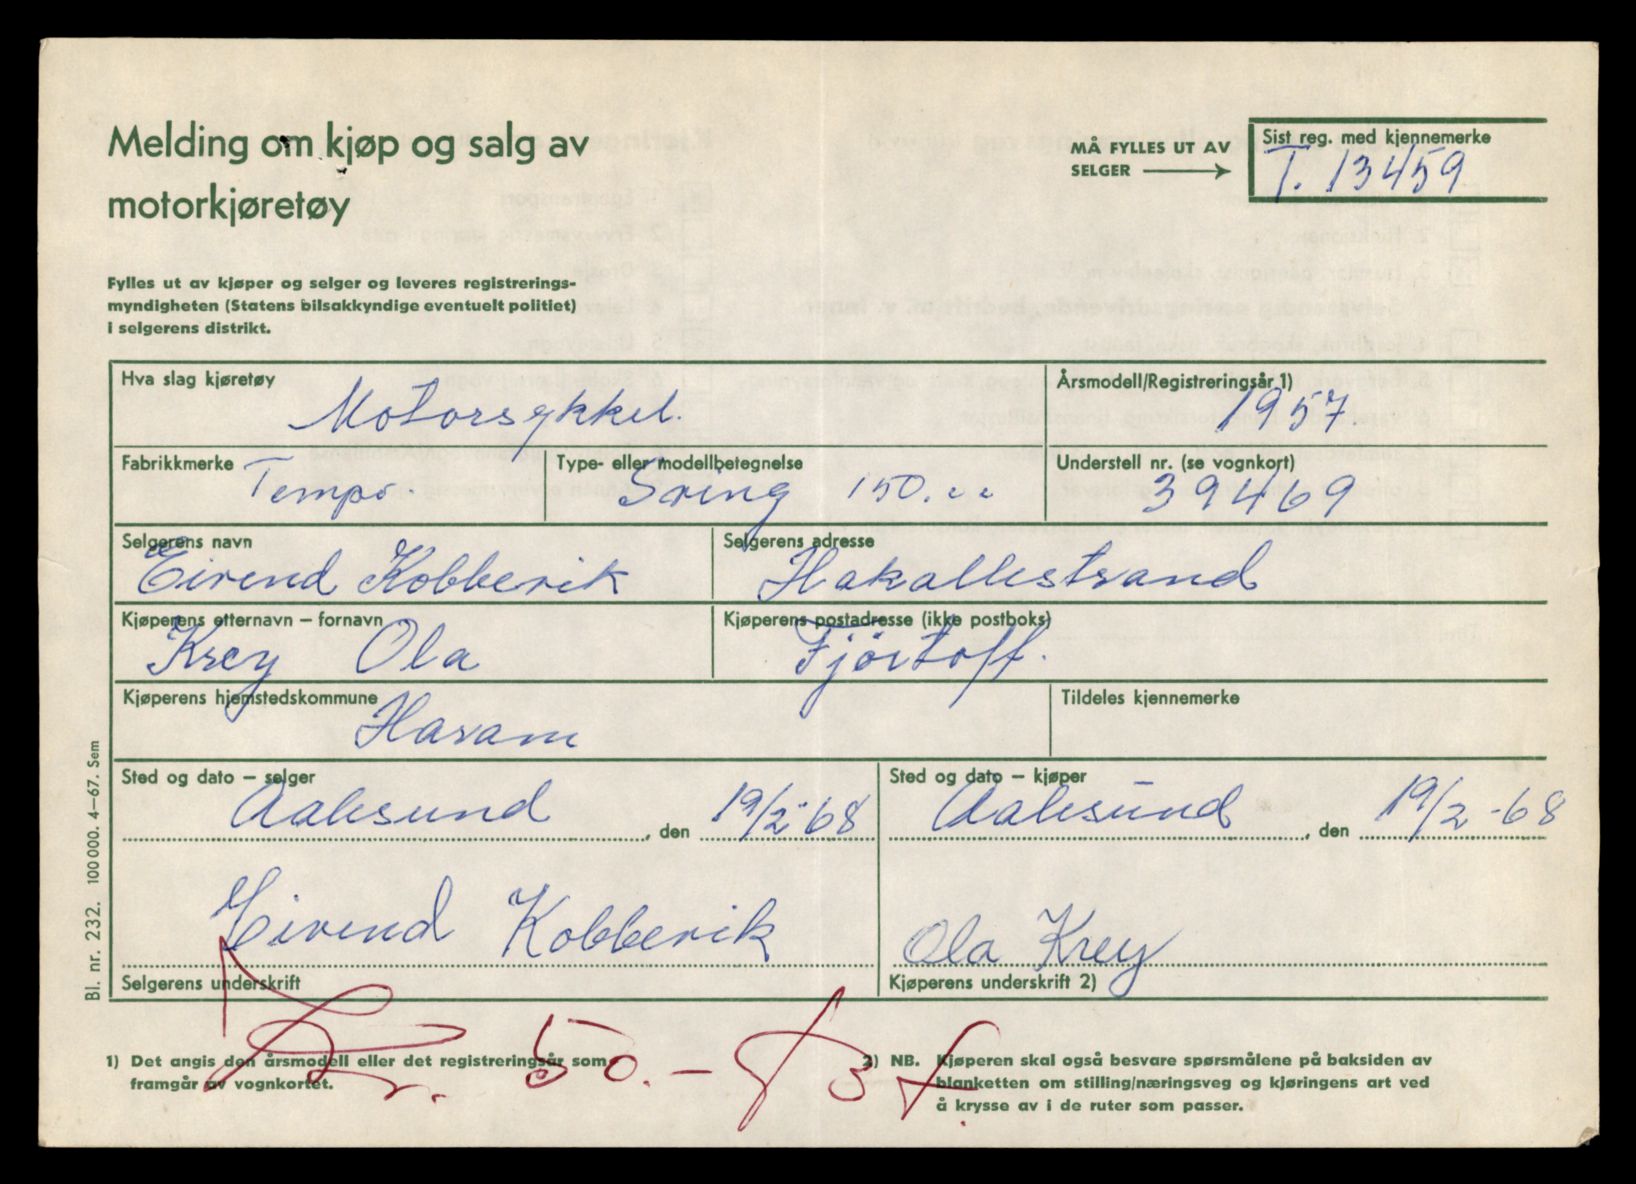 Melding om kjøp og salg av
motorkjøretøy
MÅ FYLLES UT AV
SELGER
Sist reg. med kjennemerke
T. 13459
Fylles ut av kjøper og selger og leveres registrerings-
myndigheten (Statens bilsakkyndige eventuelt politiet)
i selgerens distrikt.
Hva slag kjøretøy
Motorsykkel.
Årsmodell/Registreringsår 1)
1957.
Fabrikkmerke
Tempo.
Type- eller modellbetegnelse
Swing 150.cc
Understell nr. (se vognkort)
39469
Selgerens navn
Eivend Kobbevik
Selgerens adresse
Hakallestrand
Kjøperens etternavn – fornavn
Krey Ola
Kjøperens postadresse (ikke postboks)
Fjörtoft.
Kjøperens hjemstedskommune
Haram
Tildeles kjennemerke
Sted og dato – selger
Aalesund, den 19/2-68
Sted og dato – kjøper
Aalesund, den 19/2-68
Eivend Kobbevik
Selgerens underskrift
Ola Krey
Kjøperens underskrift 2)
Kr. 50.-
1) Det angis den årsmodell eller det registreringsår som
framgår av vognkortet.
2) NB. Kjøperen skal også besvare spørsmålene på baksiden av
blanketten om stilling/næringsveg og kjøringens art ved
å krysse av i de ruter som passer.
Bl. nr. 232. 100 000. 4–67. Sem